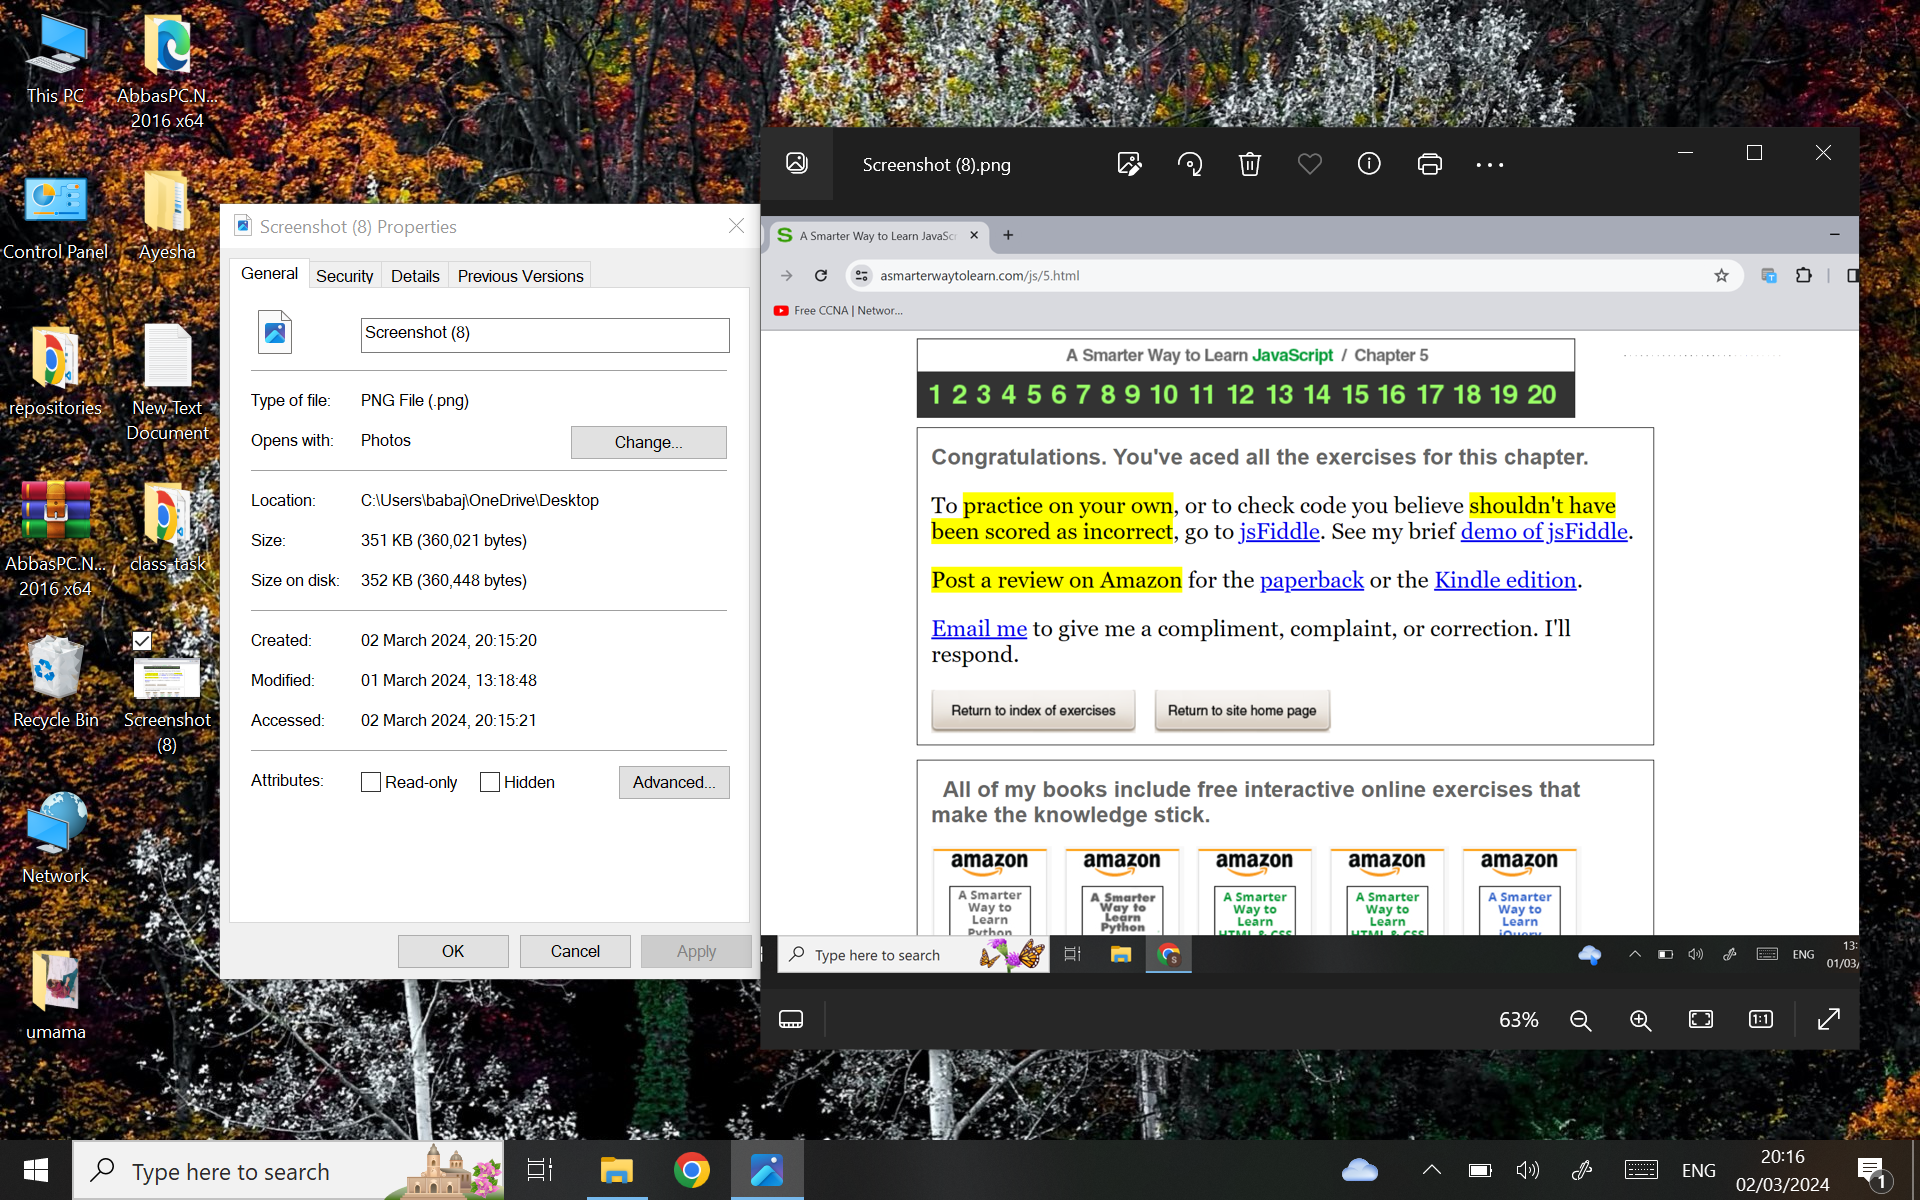 This PC
AbbasPC.N...
2016 x64
Control Panel
Ayesha
repositories
New Text
Document
AbbasPC.N...
2016 x64
class-task
Recycle Bin
Screenshot
(8)
Network
umama
Screenshot (8) Properties
General
Security
Details
Previous Versions
Screenshot (8)
Type of file:
PNG File (.png)
Opens with:
Photos
Change...
Location:
C:\Users\babaj\OneDrive\Desktop
Size:
351 KB (360,021 bytes)
Size on disk:
352 KB (360,448 bytes)
Created:
02 March 2024, 20:15:20
Modified:
01 March 2024, 13:18:48
Accessed:
02 March 2024, 20:15:21
Attributes:
Read-only
Hidden
Advanced...
OK
Cancel
Apply
Screenshot (8).png
A Smarter Way to Learn JavaSc
asmarterwaytolearn.com/js/5.html
Free CCNA | Networ...
A Smarter Way to Learn JavaScript / Chapter 5
1 2 3 4 5 6 7 8 9 10 11 12 13 14 15 16 17 18 19 20
Congratulations. You've aced all the exercises for this chapter.
To practice on your own, or to check code you believe shouldn't have
been scored as incorrect, go to jsFiddle. See my brief demo of jsFiddle.
Post a review on Amazon for the paperback or the Kindle edition.
Email me to give me a compliment, complaint, or correction. I'll
respond.
Return to index of exercises
Return to site home page
All of my books include free interactive online exercises that
make the knowledge stick.
amazon
A Smarter
Way to
Learn
Python
amazon
A Smarter
Way to
Learn
Python
amazon
A Smarter
Way to
Learn
HTML & CSS
amazon
A Smarter
Way to
Learn
HTML & CSS
amazon
A Smarter
Way to
Learn
jQuery
Type here to search
S
ENG
13:
01/03/
63%
1:1
Type here to search
ENG
20:16
02/03/2024
1